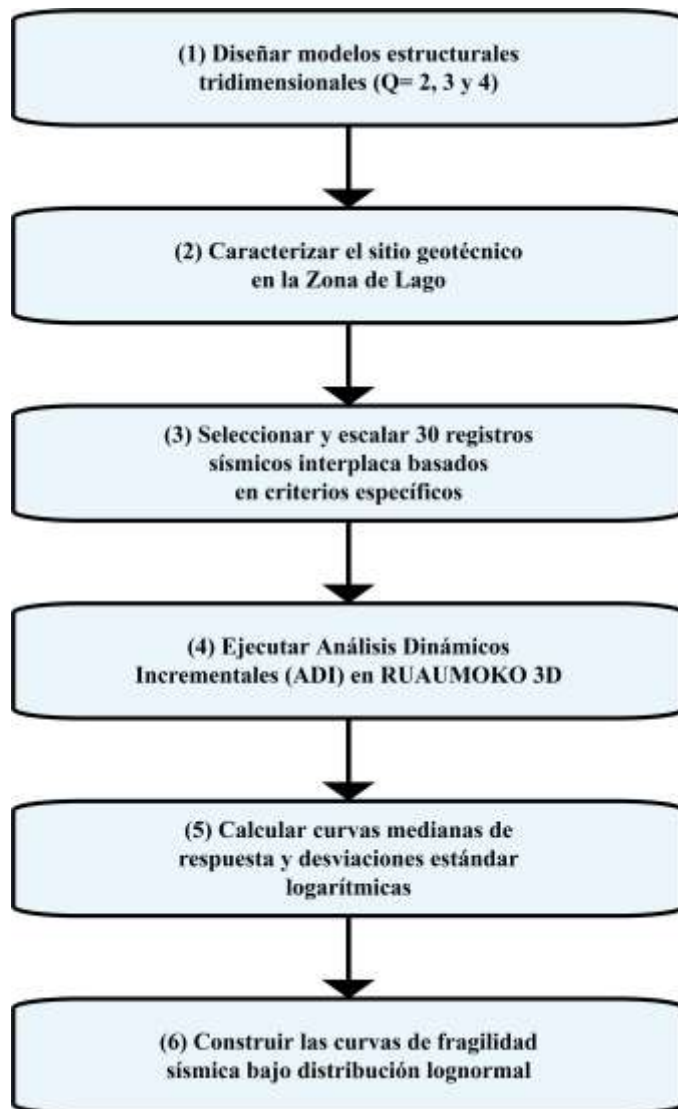 (1) Diseñar modelos estructurales
tridimensionales (Q= 2, 3 y 4)
(2) Caracterizar el sitio geotécnico
en la Zona de Lago
(3) Seleccionar y escalar 30 registros
sísmicos interplaca basados
en criterios específicos
(4) Ejecutar Análisis Dinámicos
Incrementales (ADI) en RUAUMOKO 3D
(5) Calcular curvas medianas de
respuesta y desviaciones estándar
logarítmicas
(6) Construir las curvas de fragilidad
sísmica bajo distribución lognormal